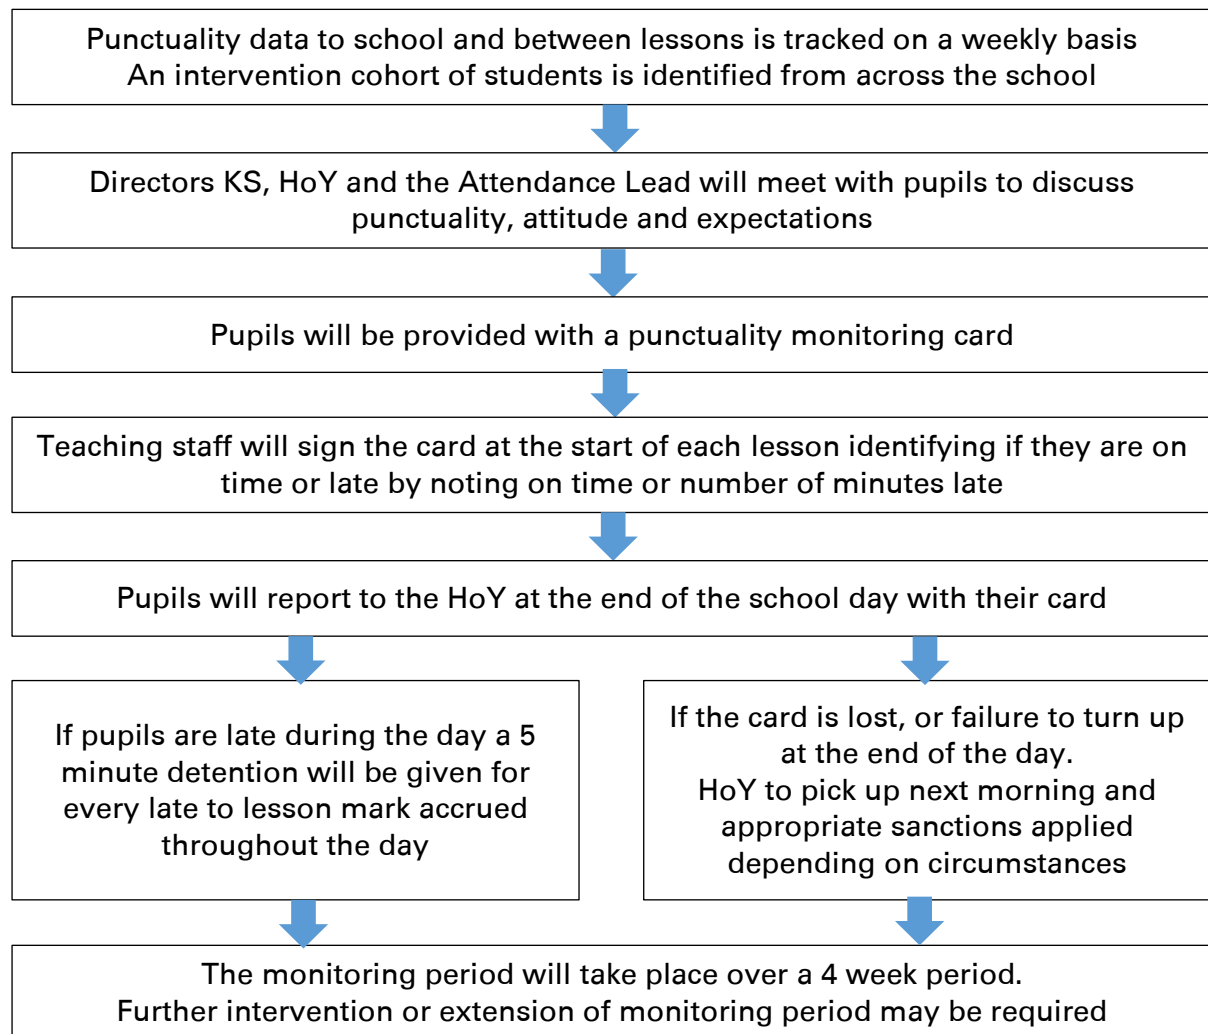 Punctuality data to school and between lessons is tracked on a weekly basis
An intervention cohort of students is identified from across the school
Directors KS, HoY and the Attendance Lead will meet with pupils to discuss
punctuality, attitude and expectations
Pupils will be provided with a punctuality monitoring card
Teaching staff will sign the card at the start of each lesson identifying if they are on
time or late by noting on time or number of minutes late
Pupils will report to the HoY at the end of the school day with their card
If pupils are late during the day a 5
minute detention will be given for
every late to lesson mark accrued
throughout the day
If the card is lost, or failure to turn up
at the end of the day.
HoY to pick up next morning and
appropriate sanctions applied
depending on circumstances
The monitoring period will take place over a 4 week period.
Further intervention or extension of monitoring period may be required